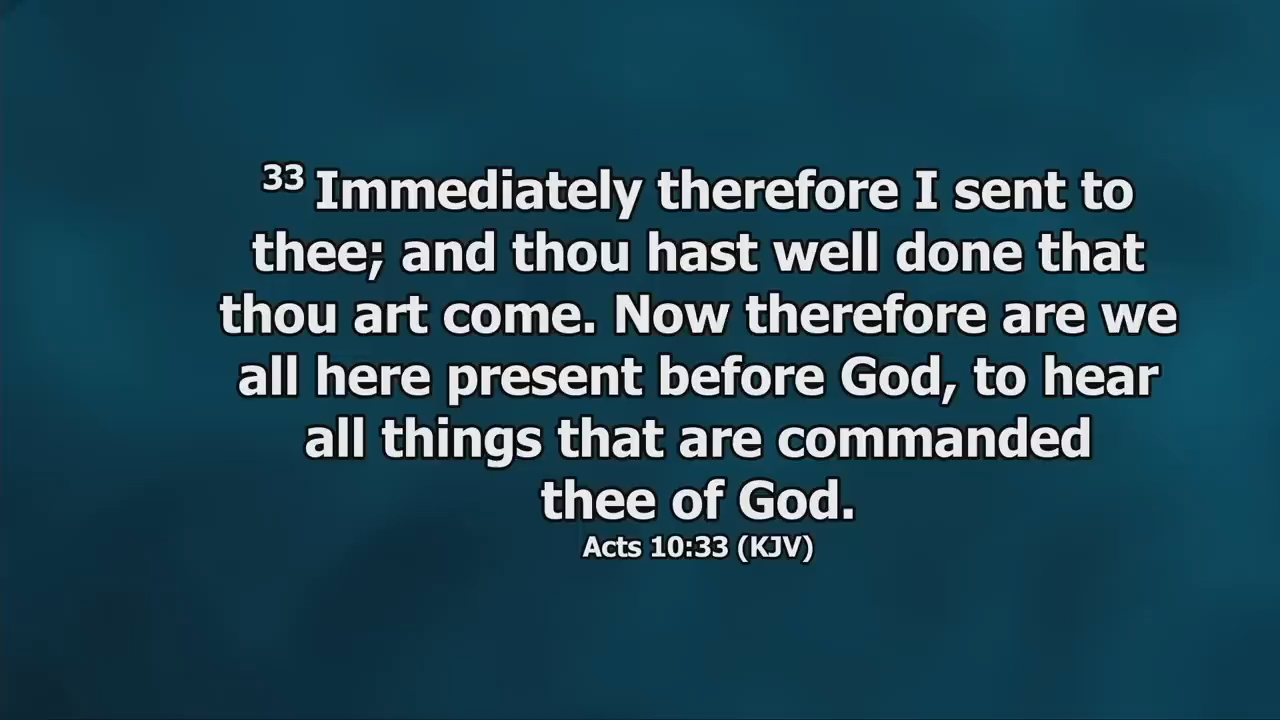 33 Immediately therefore I sent to
thee; and thou hast well done that
thou art come. Now therefore are we
all here present before God, to hear
all things that are commanded
thee of God.
Acts 10:33 (KJV)